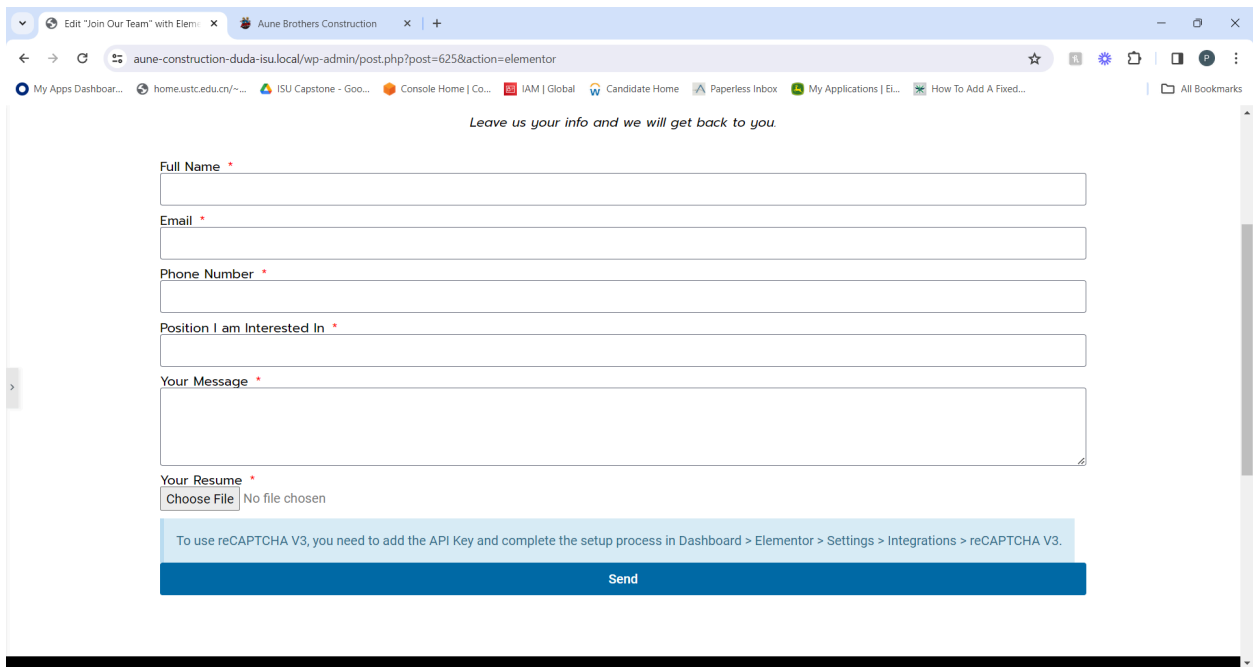 Edit "Join Our Team" with Eleme
Aune Brothers Construction
aune-construction-duda-isu.local/wp-admin/post.php?post=625&action=elementor
P
My Apps Dashboar...
home.ustc.edu.cn/~...
ISU Capstone - Goo...
Console Home | Co...
IAM | Global
Candidate Home
Paperless Inbox
My Applications | Ei...
How To Add A Fixed...
All Bookmarks
Leave us your info and we will get back to you.
Full Name *
Email *
Phone Number *
Position I am Interested In *
Your Message *
Your Resume *
Choose File No file chosen
To use reCAPTCHA V3, you need to add the API Key and complete the setup process in Dashboard > Elementor > Settings > Integrations > reCAPTCHA V3.
Send